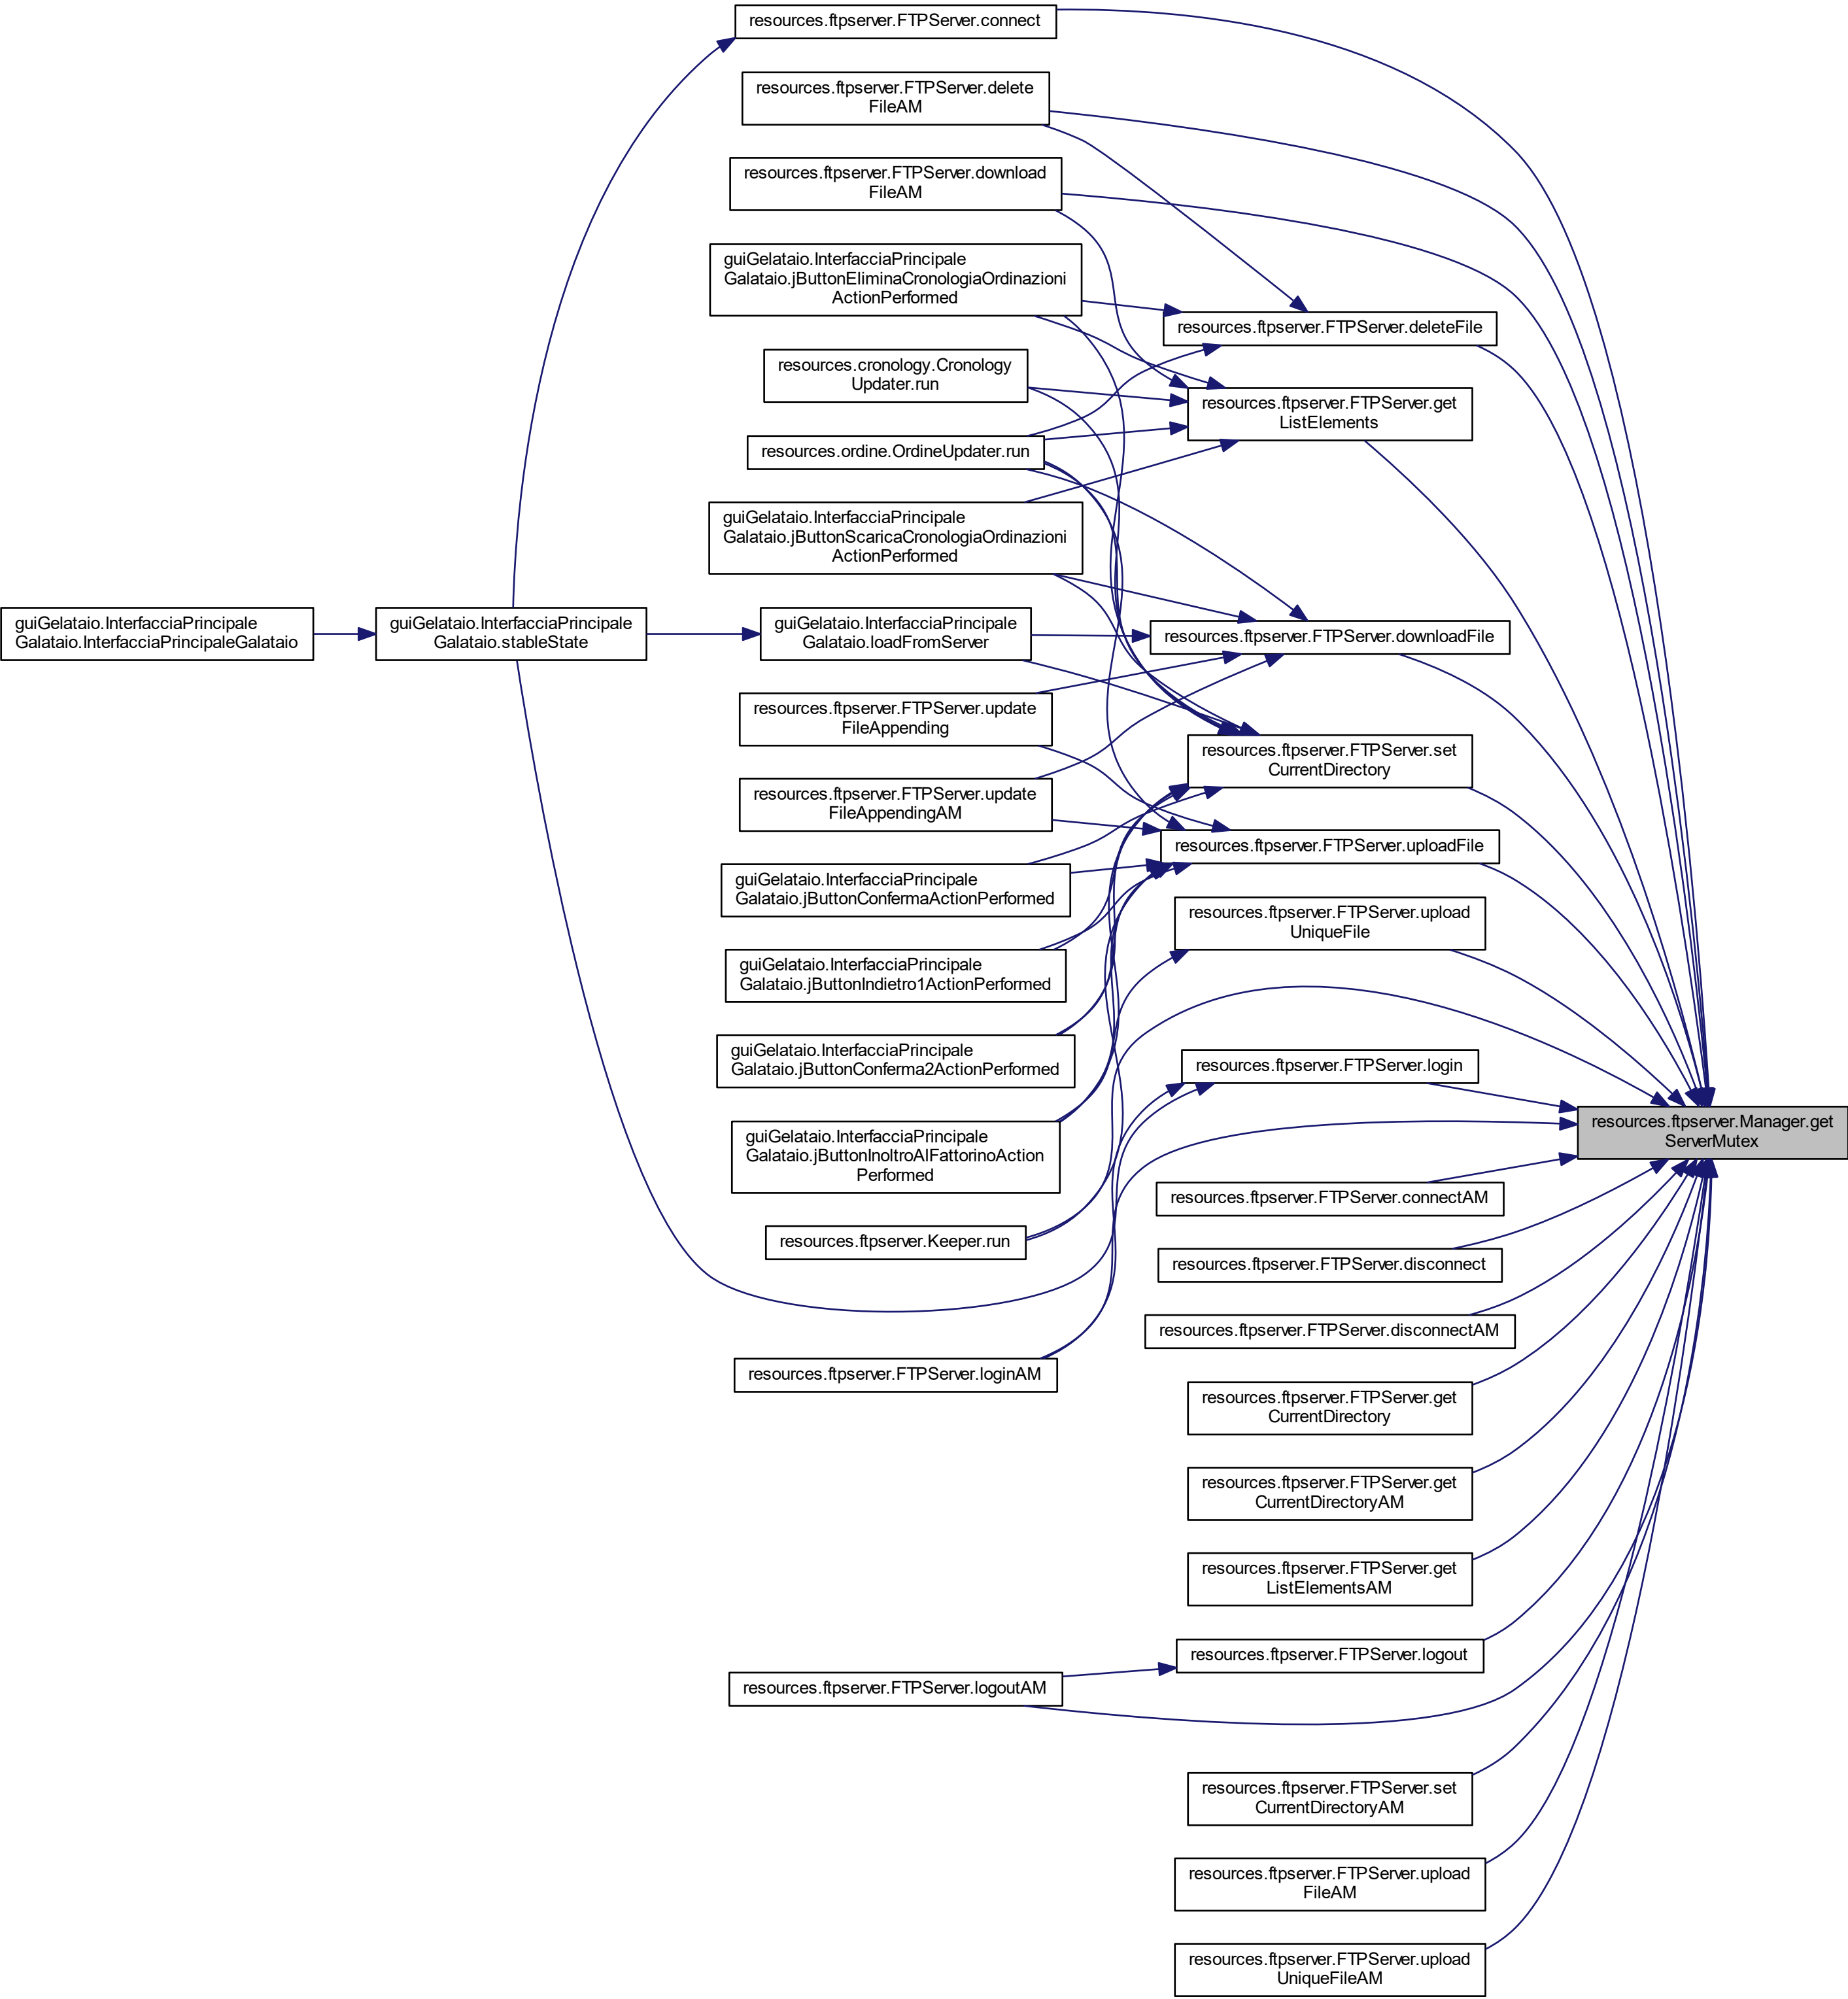 resources.ftpserver.FTPServer.connect
resources.ftpserver.FTPServer.delete
FileAM
resources.ftpserver.FTPServer.download
FileAM
guiGelataio.InterfacciaPrincipale
Galataio.jButtonEliminaCronologiaOrdinazioni
ActionPerformed
resources.cronology.Cronology
Updater.run
resources.ordine.OrdineUpdater.run
guiGelataio.InterfacciaPrincipale
Galataio.jButtonScaricaCronologiaOrdinazioni
ActionPerformed
guiGelataio.InterfacciaPrincipale
Galataio.InterfacciaPrincipaleGalataio
guiGelataio.InterfacciaPrincipale
Galataio.stableState
guiGelataio.InterfacciaPrincipale
Galataio.loadFromServer
resources.ftpserver.FTPServer.update
FileAppending
resources.ftpserver.FTPServer.update
FileAppendingAM
guiGelataio.InterfacciaPrincipale
Galataio.jButtonConfermaActionPerformed
guiGelataio.InterfacciaPrincipale
Galataio.jButtonIndietro1ActionPerformed
guiGelataio.InterfacciaPrincipale
Galataio.jButtonConferma2ActionPerformed
guiGelataio.InterfacciaPrincipale
Galataio.jButtonInoltroAlFattorinoAction
Performed
resources.ftpserver.Keeper.run
resources.ftpserver.FTPServer.loginAM
resources.ftpserver.FTPServer.logoutAM
resources.ftpserver.FTPServer.deleteFile
resources.ftpserver.FTPServer.get
ListElements
resources.ftpserver.FTPServer.downloadFile
resources.ftpserver.FTPServer.set
CurrentDirectory
resources.ftpserver.FTPServer.uploadFile
resources.ftpserver.FTPServer.upload
UniqueFile
resources.ftpserver.FTPServer.login
resources.ftpserver.FTPServer.connectAM
resources.ftpserver.FTPServer.disconnect
resources.ftpserver.FTPServer.disconnectAM
resources.ftpserver.FTPServer.get
CurrentDirectory
resources.ftpserver.FTPServer.get
CurrentDirectoryAM
resources.ftpserver.FTPServer.get
ListElementsAM
resources.ftpserver.FTPServer.logout
resources.ftpserver.FTPServer.set
CurrentDirectoryAM
resources.ftpserver.FTPServer.upload
FileAM
resources.ftpserver.FTPServer.upload
UniqueFileAM
resources.ftpserver.Manager.get
ServerMutex